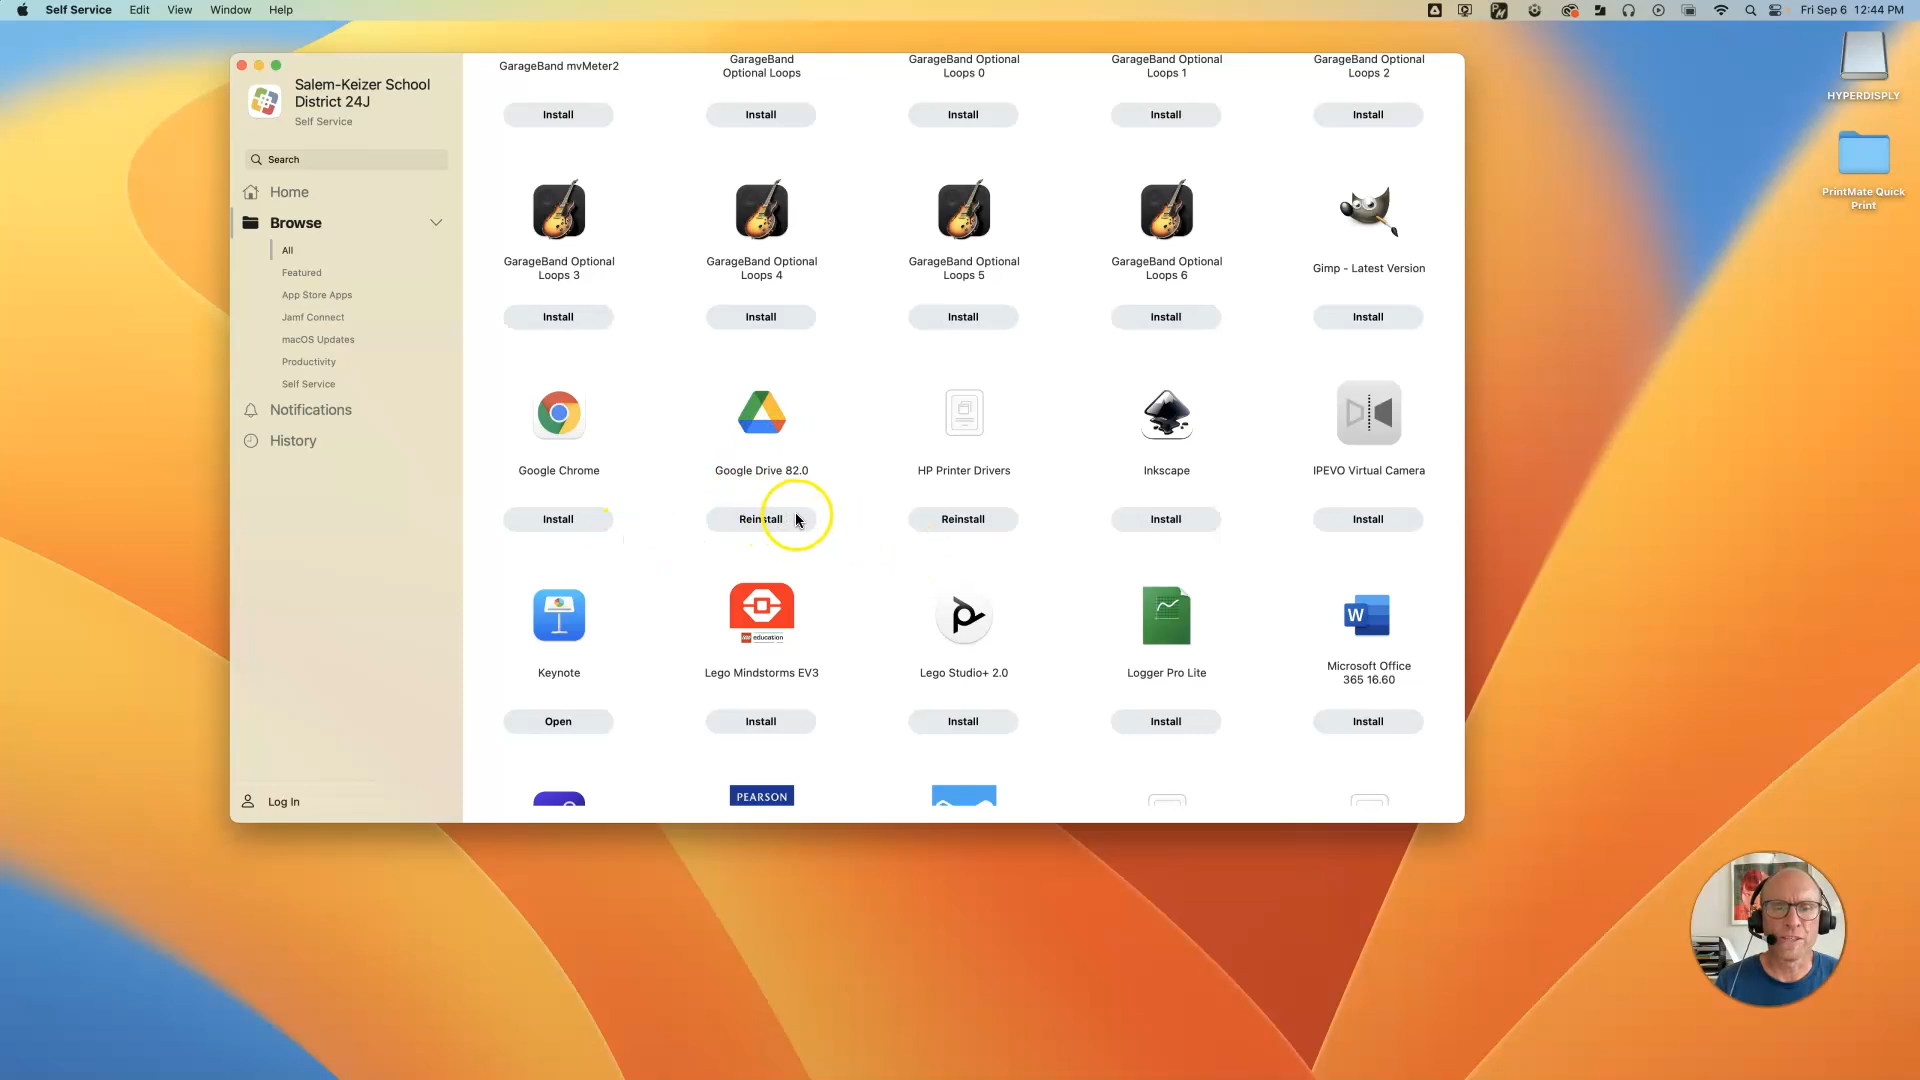 Self Service Edit View Window Help
Fri Sep 6 12:44 PM
HYPERDISPLY
PrintMate Quick
Print
Salem-Keizer School
District 24J
Self Service
Search
Home
Browse
All
Featured
App Store Apps
Jamf Connect
macOS Updates
Productivity
Self Service
Notifications
History
Log In
GarageBand mvMeter2
Install
GarageBand
Optional Loops
Install
GarageBand Optional
Loops 0
Install
GarageBand Optional
Loops 1
Install
GarageBand Optional
Loops 2
Install
GarageBand Optional
Loops 3
Install
GarageBand Optional
Loops 4
Install
GarageBand Optional
Loops 5
Install
GarageBand Optional
Loops 6
Install
Gimp - Latest Version
Install
Google Chrome
Install
Google Drive 82.0
Reinstall
HP Printer Drivers
Reinstall
Inkscape
Install
IPEVO Virtual Camera
Install
Keynote
Open
education
Lego Mindstorms EV3
Install
Lego Studio+ 2.0
Install
Logger Pro Lite
Install
W
Microsoft Office
365 16.60
Install
PEARSON